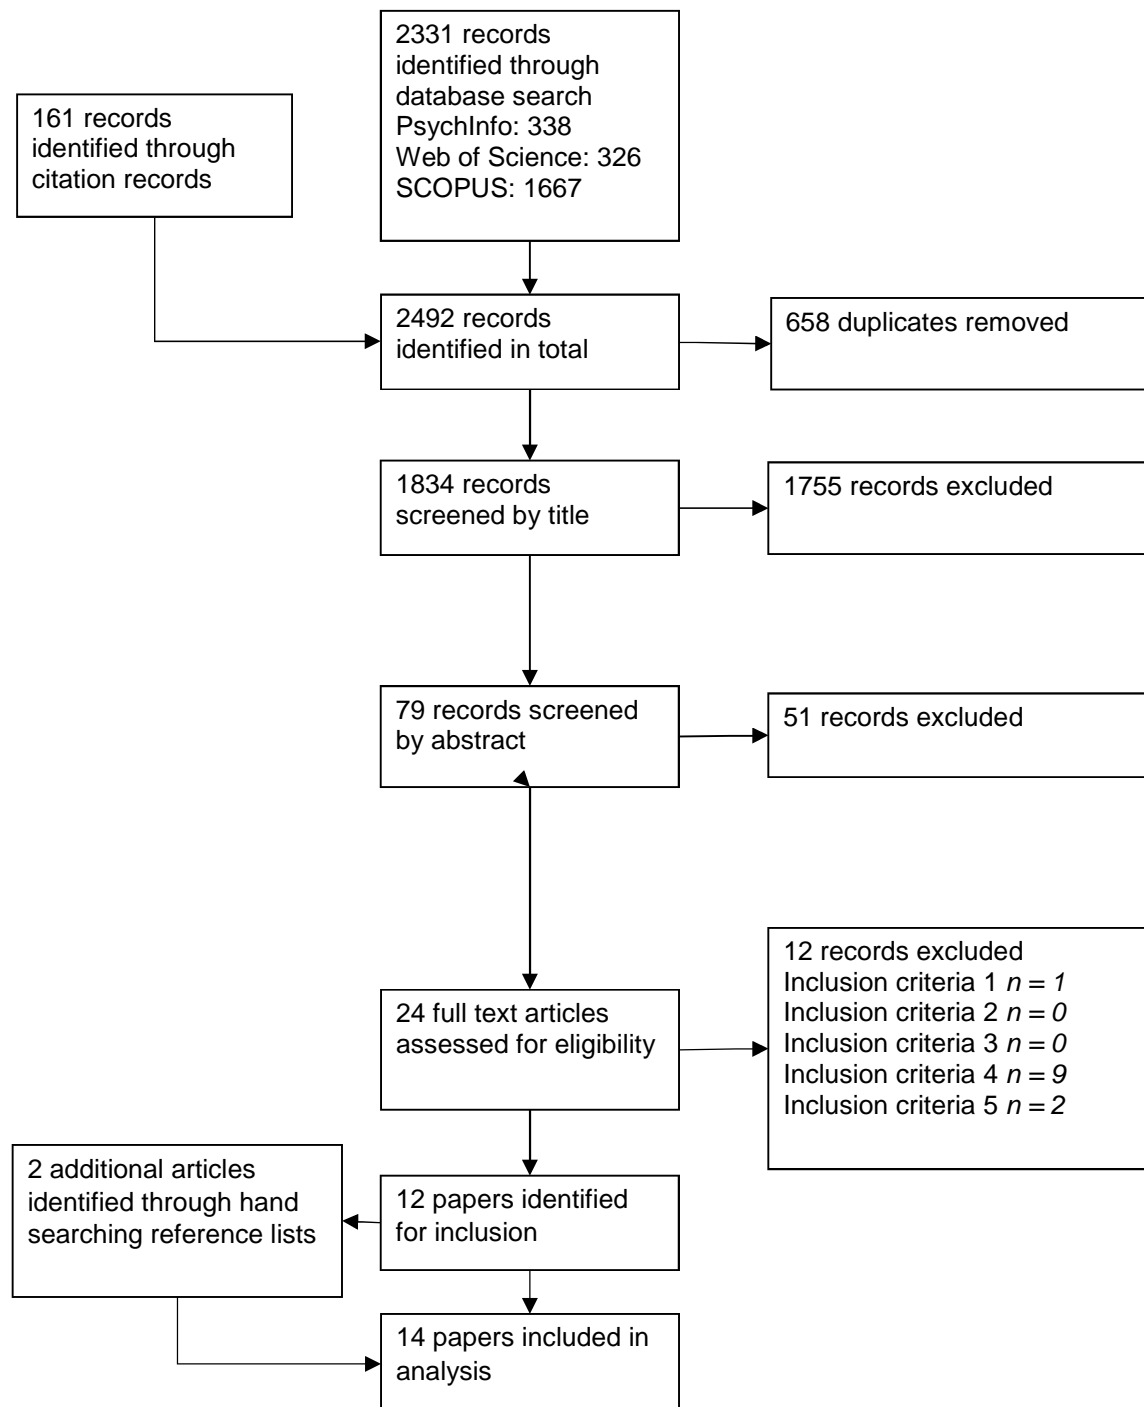 2331 records
identified through
database search
PsychInfo: 338
Web of Science: 326
SCOPUS: 1667
161 records
identified through
citation records
2492 records
identified in total
658 duplicates removed
1834 records
screened by title
1755 records excluded
79 records screened
by abstract
51 records excluded
24 full text articles
assessed for eligibility
12 records excluded
Inclusion criteria 1 n = 1
Inclusion criteria 2 n = 0
Inclusion criteria 3 n = 0
Inclusion criteria 4 n = 9
Inclusion criteria 5 n = 2
2 additional articles
identified through hand
searching reference lists
12 papers identified
for inclusion
14 papers included in
analysis